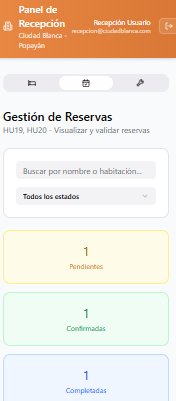 Panel de
Recepción
Ciudad Blanca -
Popayán
Recepción Usuario
recepcion@ciudadblanca.com
Gestión de Reservas
HU19, HU20 - Visualizar y validar reservas
Buscar por nombre o habitación...
Todos los estados
1
Pendientes
1
Confirmadas
1
Completadas